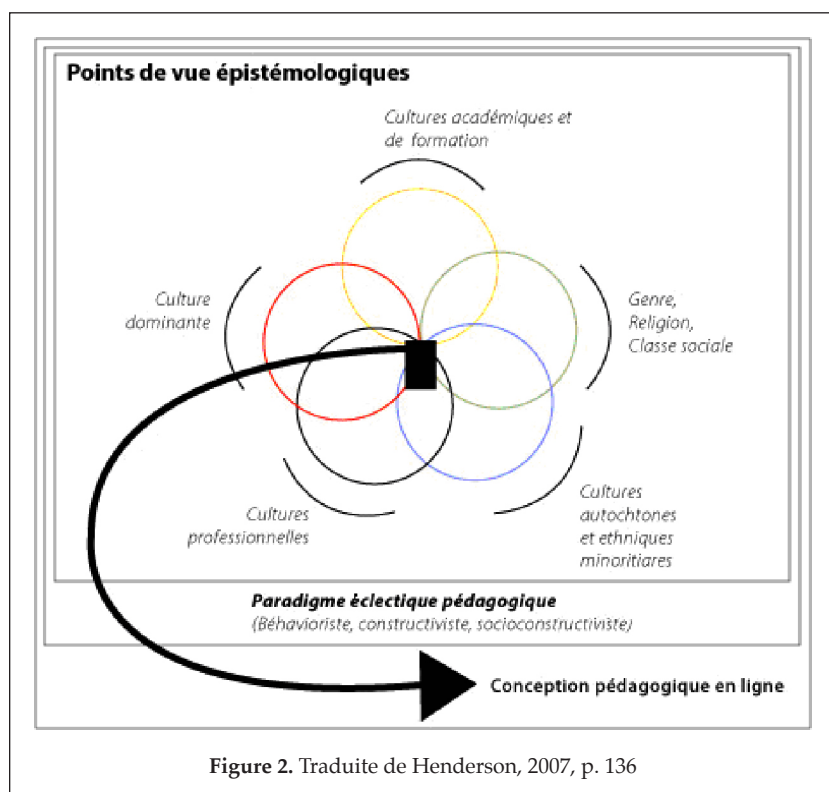 Points de vue épistémologiques
Cultures académiques et
de formation
Culture
dominante
Genre,
Religion,
Classe sociale
Cultures
professionnelles
Cultures
autochtones
et ethniques
minoritiares
Paradigme éclectique pédagogique
(Béhavioriste, constructiviste, socioconstructiviste)
Conception pédagogique en ligne
Figure 2. Traduite de Henderson, 2007, p. 136